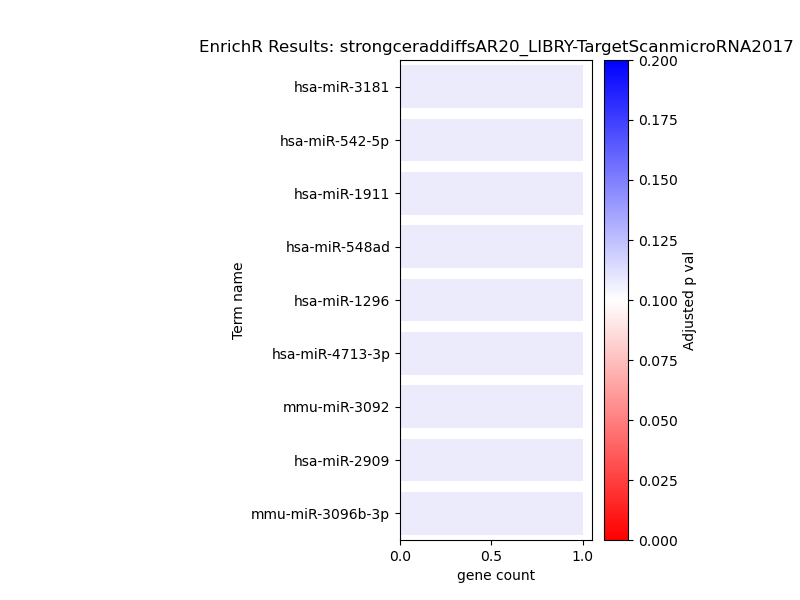 EnrichR Results: strongceraddiffsAR20_LIBRY-TargetScanmicroRNA2017
Term name
hsa-miR-3181
hsa-miR-542-5p
hsa-miR-1911
hsa-miR-548ad
hsa-miR-1296
hsa-miR-4713-3p
mmu-miR-3092
hsa-miR-2909
mmu-miR-3096b-3p
0.0 0.5 1.0
gene count
0.200
0.175
0.150
0.125
0.100
0.075
0.050
0.025
0.000
Adjusted p val